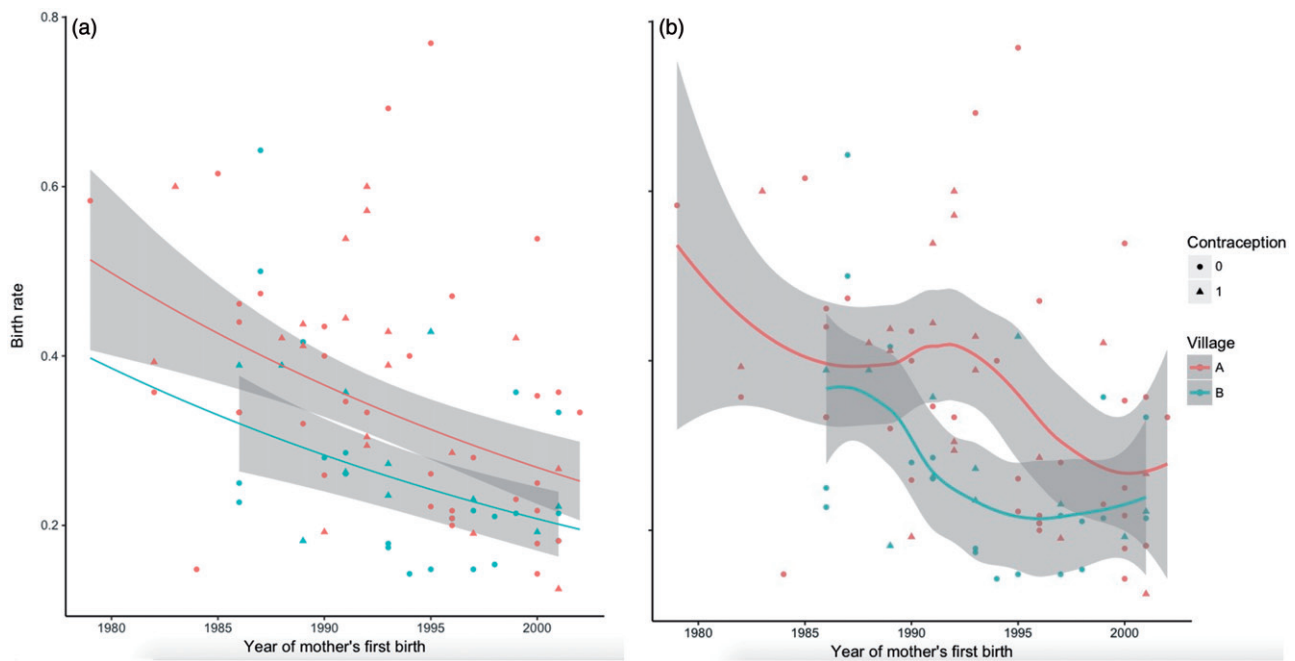 (a)
(b)
0.8
0.6
0.4
0.2
Birth rate
1980 1985 1990 1995 2000
Year of mother's first birth
1980 1985 1990 1995 2000
Year of mother's first birth
Contraception
0
1
Village
A
B